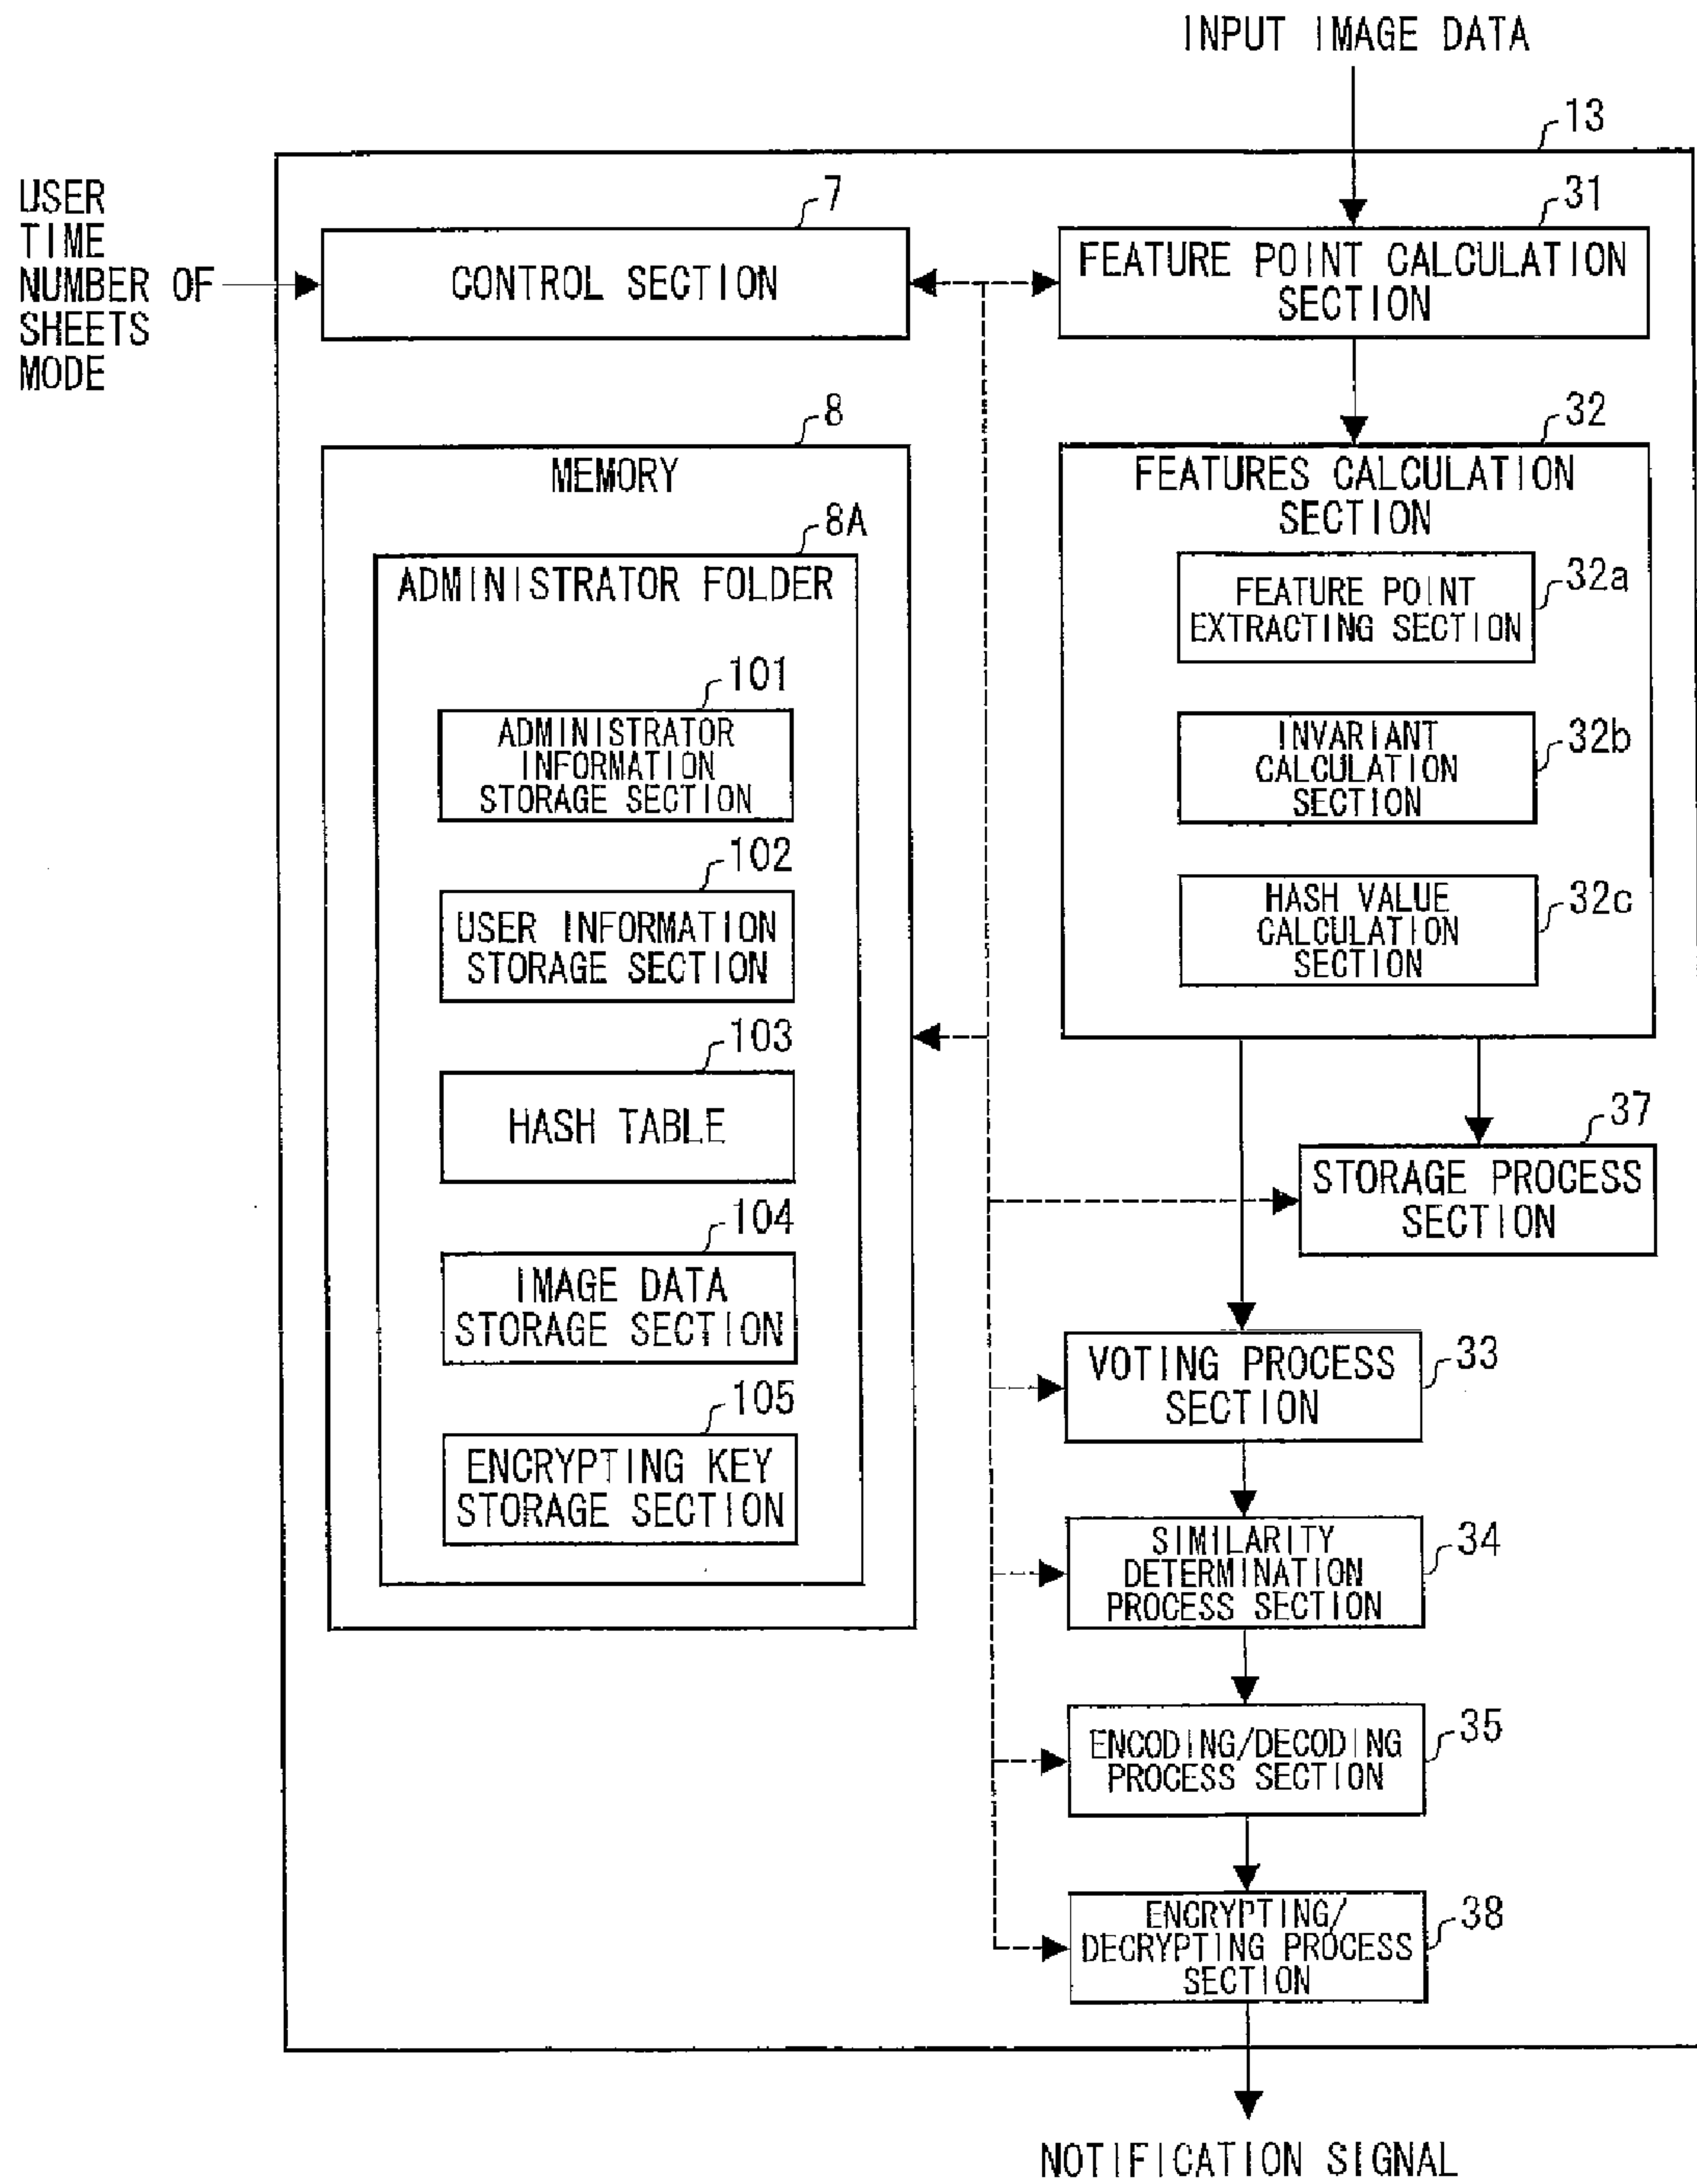 INPUT IMAGE DATA
13
USER
TIME
NUMBER OF
SHEETS
MODE
7
CONTROL SECTION
31
FEATURE POINT CALCULATION
SECTION
8
MEMORY
8A
ADMINISTRATOR FOLDER
101
ADMINISTRATOR
INFORMATION
STORAGE SECTION
102
USER INFORMATION
STORAGE SECTION
103
HASH TABLE
104
IMAGE DATA
STORAGE SECTION
105
ENCRYPTING KEY
STORAGE SECTION
32
FEATURES CALCULATION
SECTION
32a
FEATURE POINT
EXTRACTING SECTION
32b
INVARIANT
CALCULATION
SECTION
32c
HASH VALUE
CALCULATION
SECTION
37
STORAGE PROCESS
SECTION
33
VOTING PROCESS
SECTION
34
SIMILARITY
DETERMINATION
PROCESS SECTION
35
ENCODING/DECODING
PROCESS SECTION
38
ENCRYPTING/
DECRYPTING PROCESS
SECTION
NOTIFICATION SIGNAL